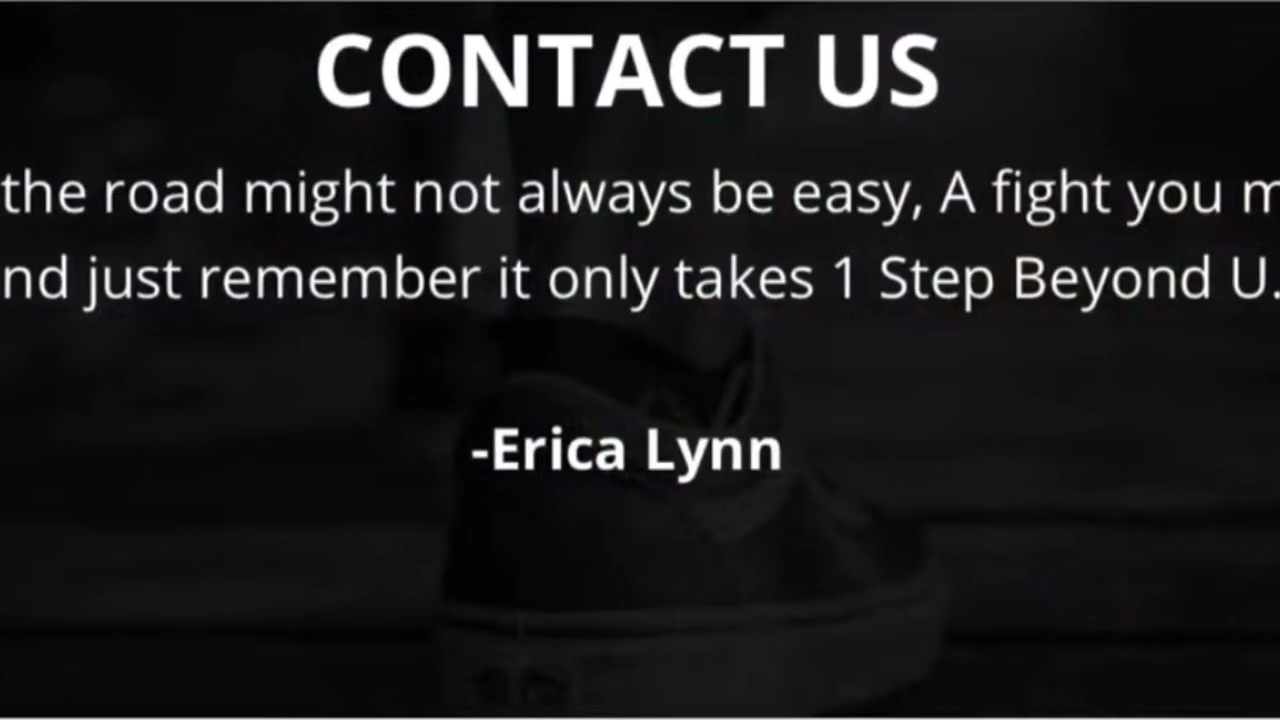 CONTACT US
the road might not always be easy, A fight you
just remember it only takes 1 Step Beyond U.
-Erica Lynn